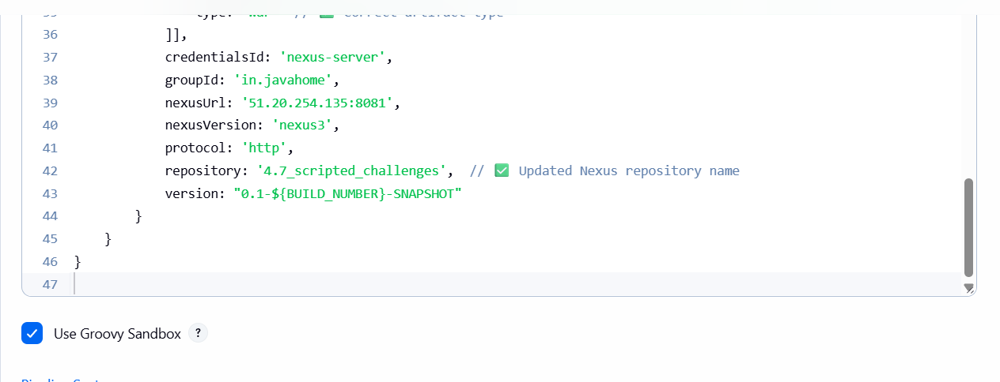 35 type: 'war' // ✅ Correct artifact type
36 ]],
37 credentialsId: 'nexus-server',
38 groupId: 'in.javahome',
39 nexusUrl: '51.20.254.135:8081',
40 nexusVersion: 'nexus3',
41 protocol: 'http',
42 repository: '4.7_scripted_challenges', // ✅ Updated Nexus repository name
43 version: "0.1-${BUILD_NUMBER}-SNAPSHOT"
44 }
45 }
46 }
47
Use Groovy Sandbox ?
Pipeline